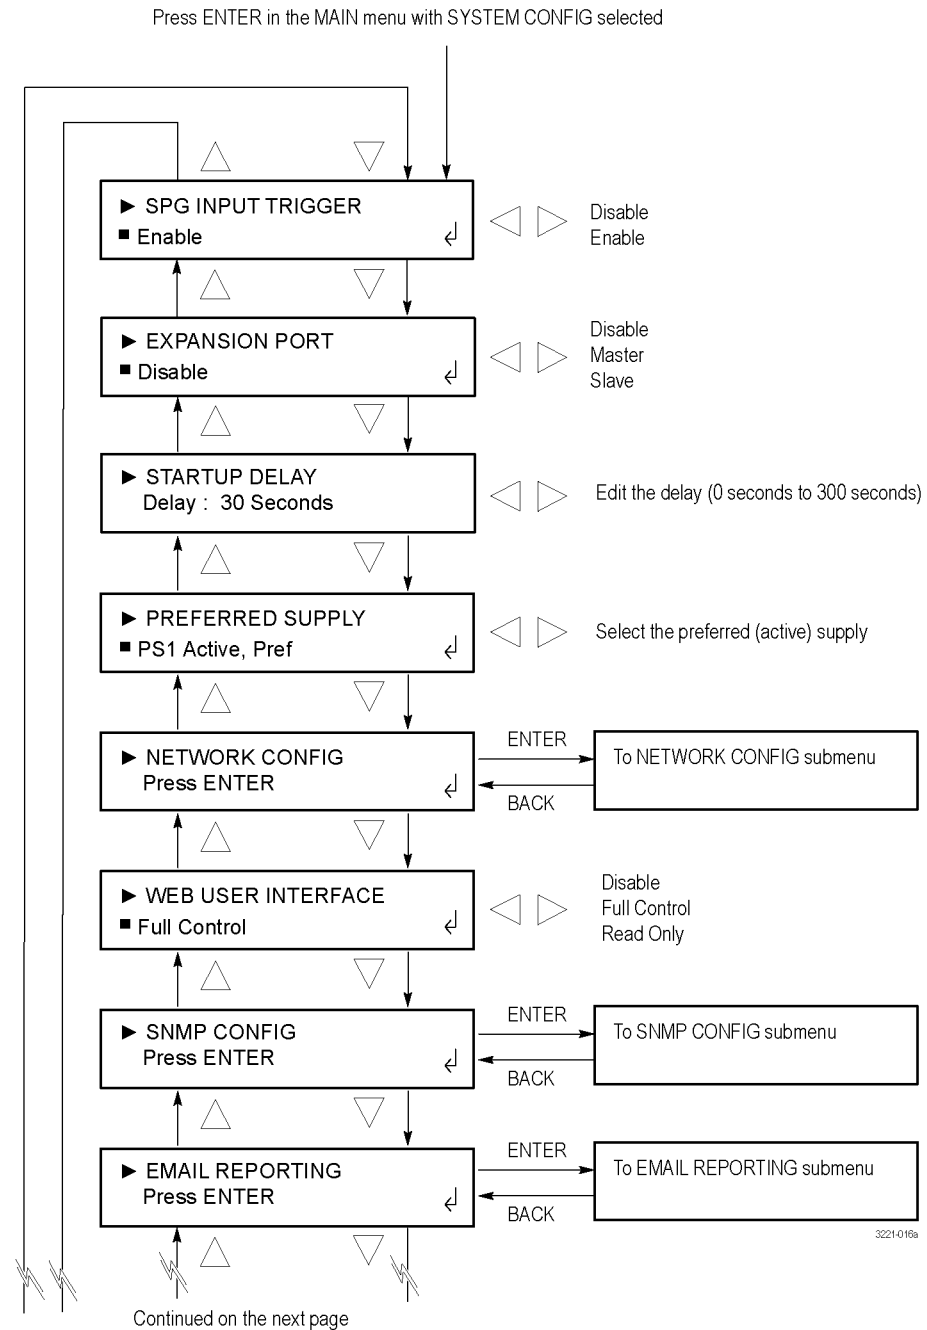 Press ENTER in the MAIN menu with SYSTEM CONFIG selected
SPG INPUT TRIGGER
Enable
Disable
Enable
EXPANSION PORT
Disable
Disable
Master
Slave
STARTUP DELAY
Delay : 30 Seconds
Edit the delay (0 seconds to 300 seconds)
PREFERRED SUPPLY
PS1 Active, Pref
Select the preferred (active) supply
NETWORK CONFIG
Press ENTER
ENTER
BACK
To NETWORK CONFIG submenu
WEB USER INTERFACE
Full Control
Disable
Full Control
Read Only
SNMP CONFIG
Press ENTER
ENTER
BACK
To SNMP CONFIG submenu
EMAIL REPORTING
Press ENTER
ENTER
BACK
To EMAIL REPORTING submenu
3221-016a
Continued on the next page